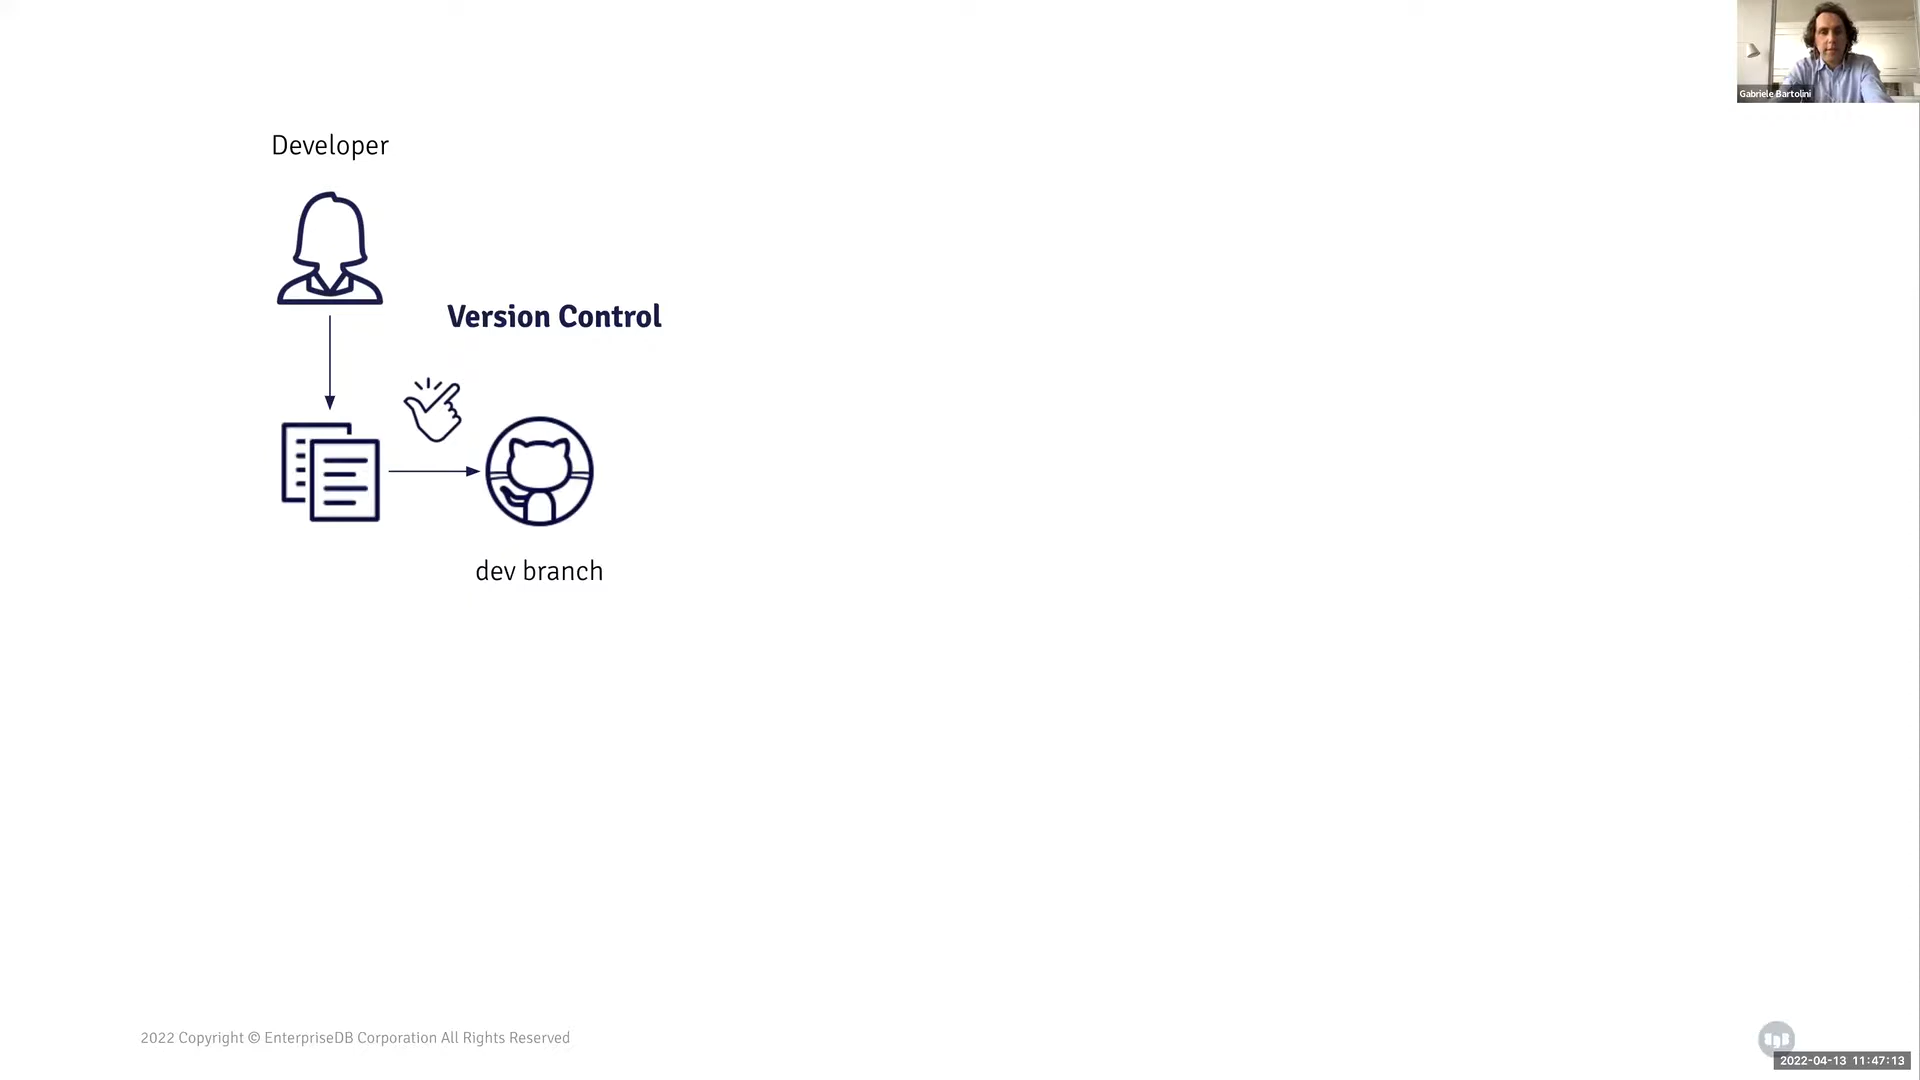 Gabriele Bartolini
Developer
Version Control
dev branch
2022 Copyright © EnterpriseDB Corporation All Rights Reserved
2022-04-13 11:47:13